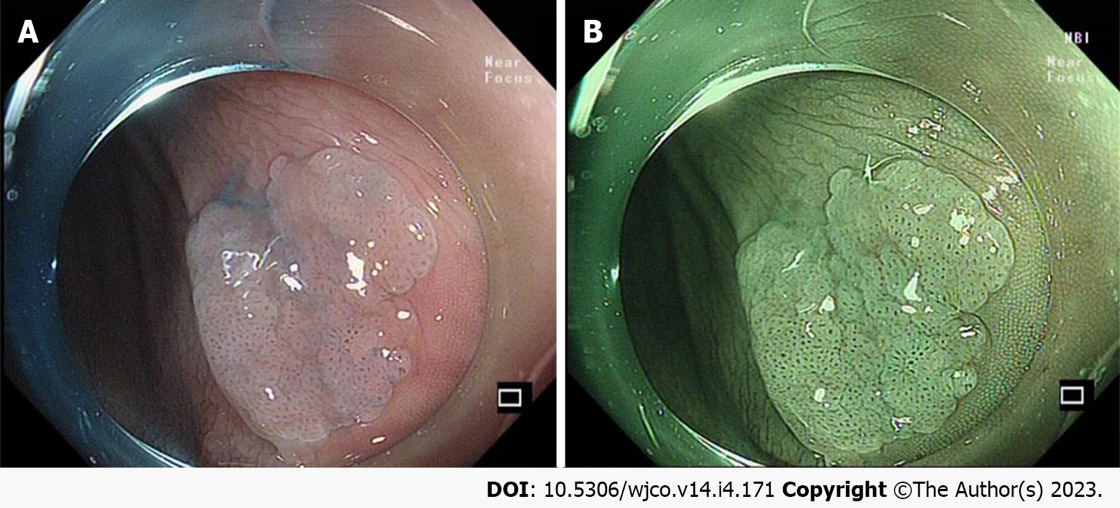 A
Near
Focus
B
NBI
Near
Focus
DOI: 10.5306/wjco.v14.i4.171 Copyright ©The Author(s) 2023.